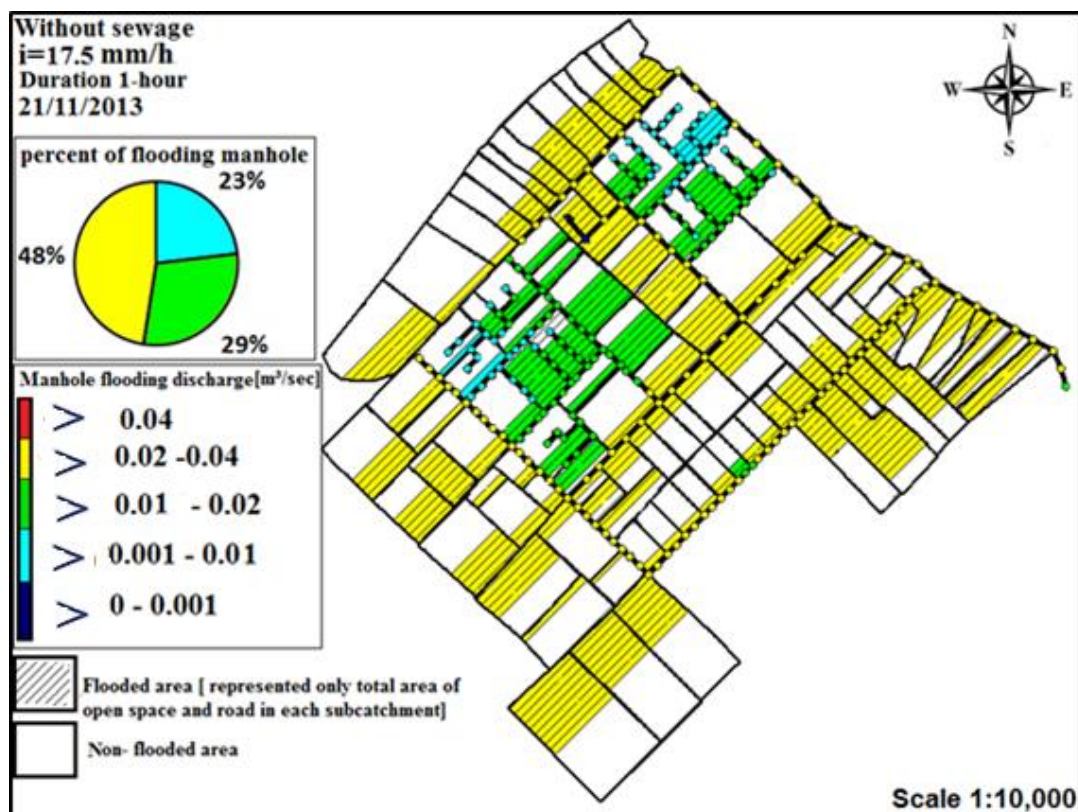 Without sewage
i=17.5 mm/h
Duration 1-hour
21/11/2013
N
W E
S
percent of flooding manhole
23%
48%
29%
Manhole flooding discharge[m³/sec]
> 0.04
> 0.02 -0.04
> 0.01 - 0.02
> 0.001 - 0.01
> 0 - 0.001
Flooded area [ represented only total area of
open space and road in each subcatchment]
Non- flooded area
Scale 1:10,000